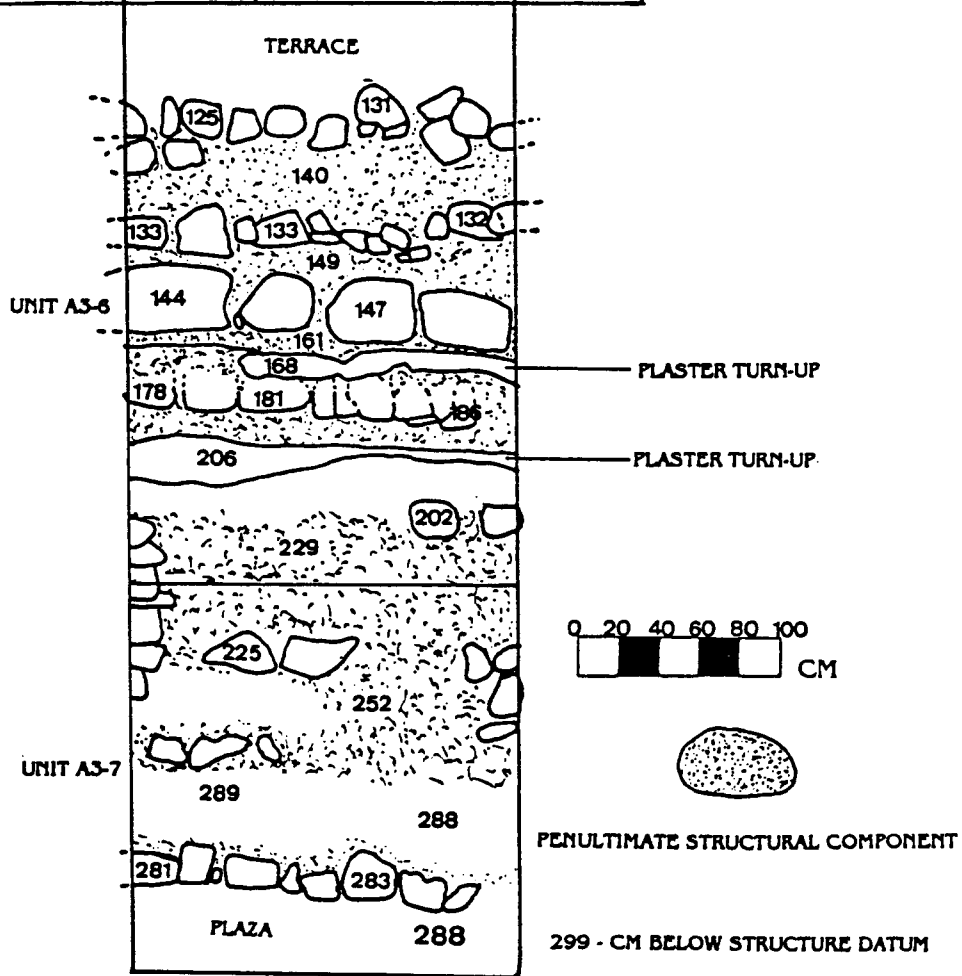 TERRACE
125
131
140
133
133
132
149
UNIT A3-6
144
147
161
168
PLASTER TURN-UP
178
181
186
206
PLASTER TURN-UP
202
229
0 20 40 60 80 100
CM
225
252
UNIT A3-7
289
288
PENULTIMATE STRUCTURAL COMPONENT
281
283
PLAZA
288
299 - CM BELOW STRUCTURE DATUM